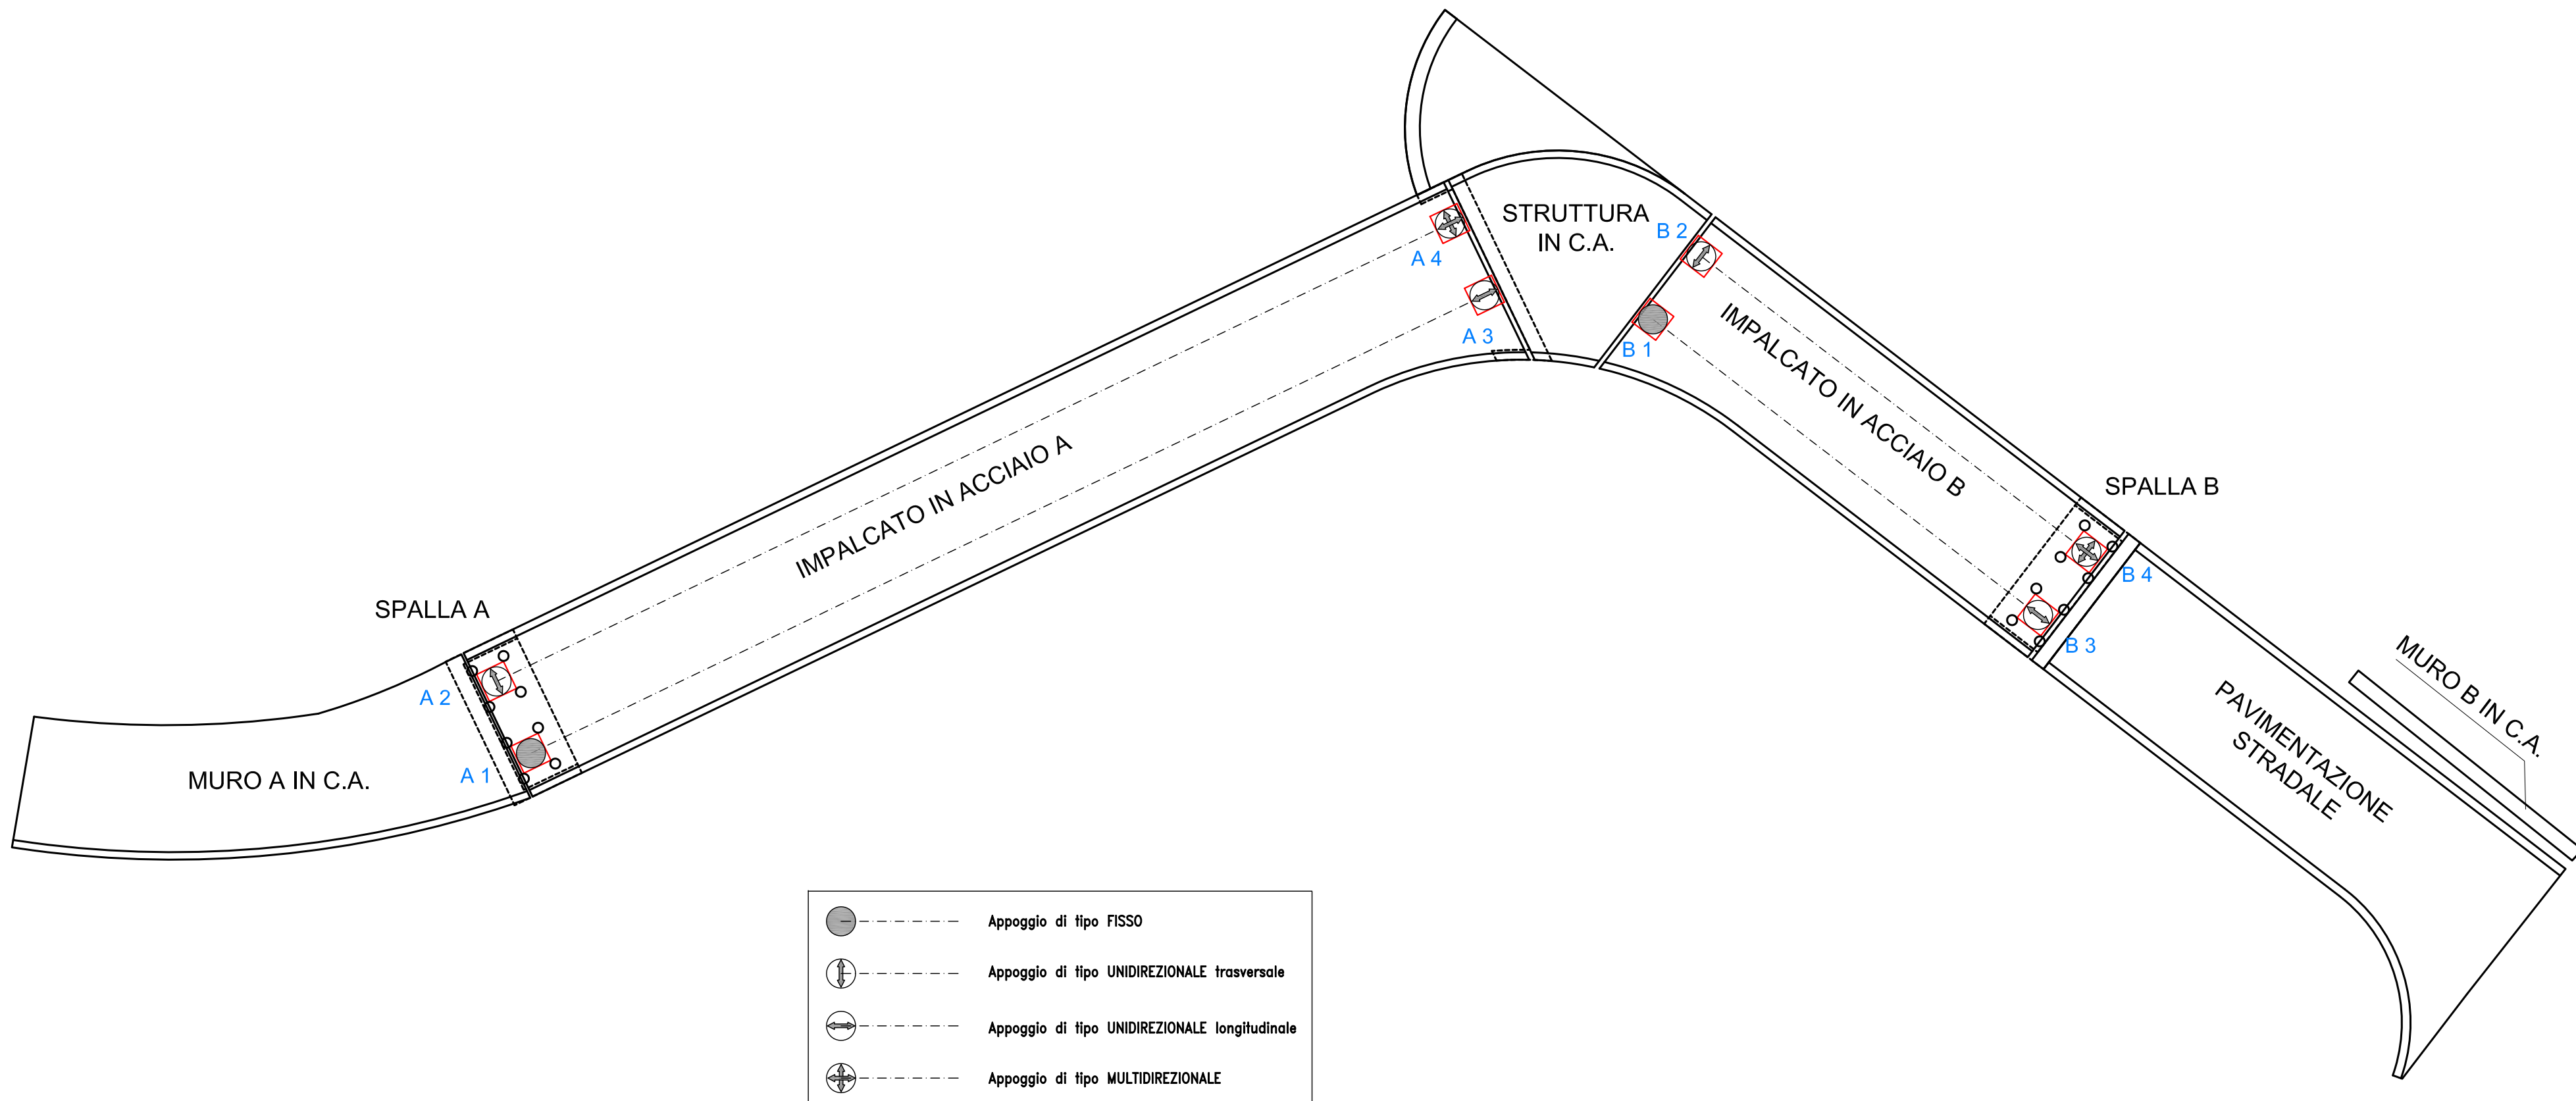 STRUTTURA
IN C.A.
B 2
A 4
A 3
B 1
IMPALCATO IN ACCIAIO B
IMPALCATO IN ACCIAIO A
SPALLA B
B 4
B 3
SPALLA A
A 2
A 1
MURO A IN C.A.
MURO B IN C.A.
PAVIMENTAZIONE
STRADALE
Appoggio di tipo FISSO
Appoggio di tipo UNIDIREZIONALE trasversale
Appoggio di tipo UNIDIREZIONALE longitudinale
Appoggio di tipo MULTIDIREZIONALE